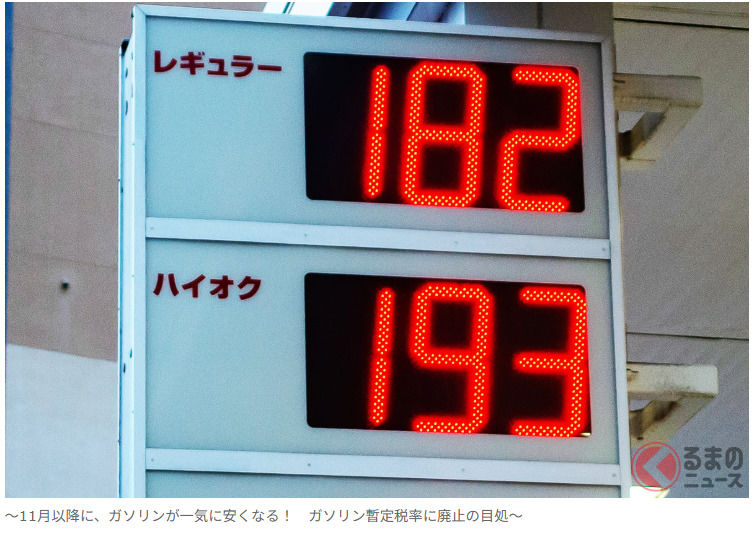 レギュラー
182
ハイオク
193
くるまの
ニュース
～11月以降に、ガソリンが一気に安くなる！　ガソリン暫定税率に廃止の目処～